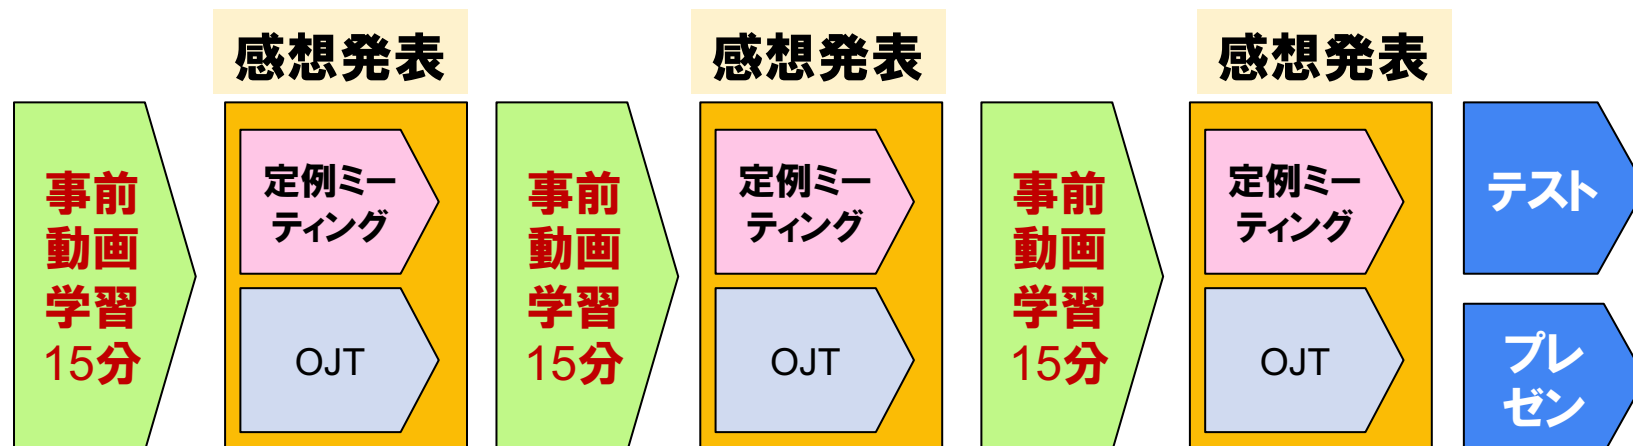 感想発表
感想発表
感想発表
事前
動画
学習
15分
定例ミー
ティング
OJT
事前
動画
学習
15分
定例ミー
ティング
OJT
事前
動画
学習
15分
定例ミー
ティング
OJT
テスト
プレ
ゼン